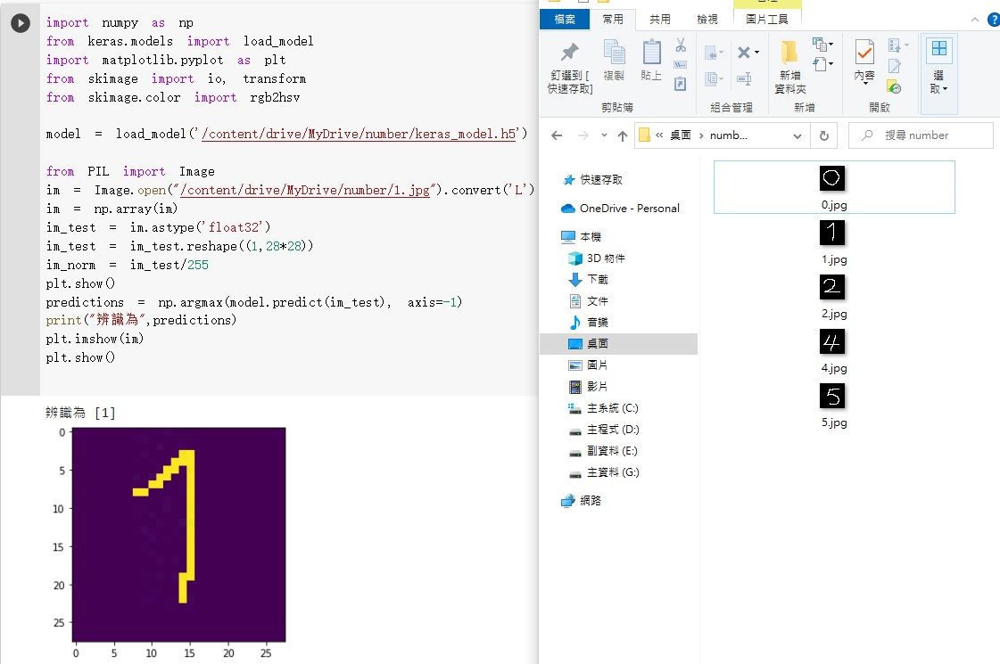 import numpy as np
from keras.models import load_model
import matplotlib.pyplot as plt
from skimage import io, transform
from skimage.color import rgb2hsv
model = load_model('/content/drive/MyDrive/number/keras_model.h5')
from PIL import Image
im = Image.open("/content/drive/MyDrive/number/1.jpg").convert('L')
im = np.array(im)
im_test = im.astype('float32')
im_test = im_test.reshape((1,28*28))
im_norm = im_test/255
plt.show()
predictions = np.argmax(model.predict(im_test), axis=-1)
print("辨識為",predictions)
plt.imshow(im)
plt.show()
辨識為 [1]
0
5
10
15
20
25
0 5 10 15 20 25
檔案 常用 共用 檢視 圖片工具
釘選到 [
快速存取]
複製
貼上
新增
資料夾
內容
選
取
剪貼簿 組合管理 新增 開啟
« 桌面 › numb...
搜尋 number
快速存取
OneDrive - Personal
本機
3D 物件
下載
文件
音樂
桌面
圖片
影片
主系統 (C:)
主程式 (D:)
副資料 (E:)
主資料 (G:)
網路
0
0.jpg
1
1.jpg
2
2.jpg
4
4.jpg
5
5.jpg